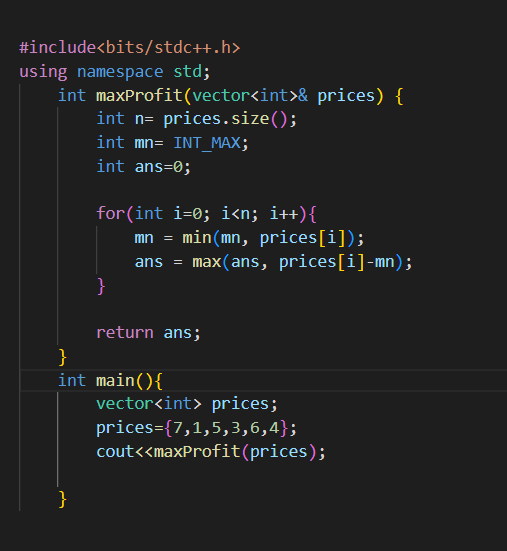 #include<bits/stdc++.h>
using namespace std;
    int maxProfit(vector<int>& prices) {
        int n= prices.size();
        int mn= INT_MAX;
        int ans=0;

        for(int i=0; i<n; i++){
            mn = min(mn, prices[i]);
            ans = max(ans, prices[i]-mn);
        }

        return ans;
    }
    int main(){
        vector<int> prices;
        prices={7,1,5,3,6,4};
        cout<<maxProfit(prices);

    }